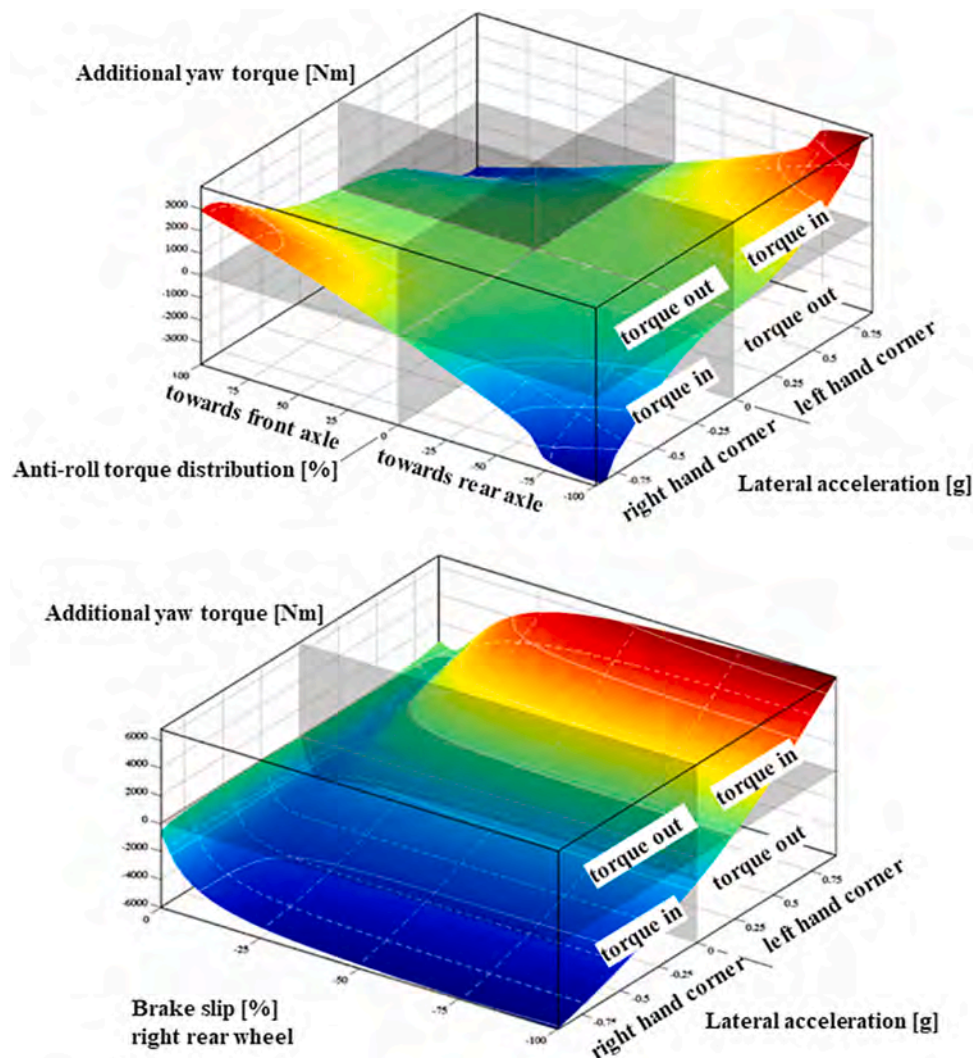 Additional yaw torque [Nm]
3000
2000
1000
0
-1000
-2000
-3000
100
75
50
25
0
-25
-50
-75
-100
towards front axle
towards rear axle
Anti-roll torque distribution [%]
torque in
torque out
torque out
torque in
0.75
0.5
0.25
0
-0.25
-0.5
-0.75
left hand corner
right hand corner
Lateral acceleration [g]
Additional yaw torque [Nm]
6000
4000
2000
0
-2000
-4000
-6000
0
-25
-50
-75
-100
Brake slip [%]
right rear wheel
torque in
torque out
torque out
torque in
0.75
0.5
0.25
0
-0.25
-0.5
-0.75
left hand corner
right hand corner
Lateral acceleration [g]